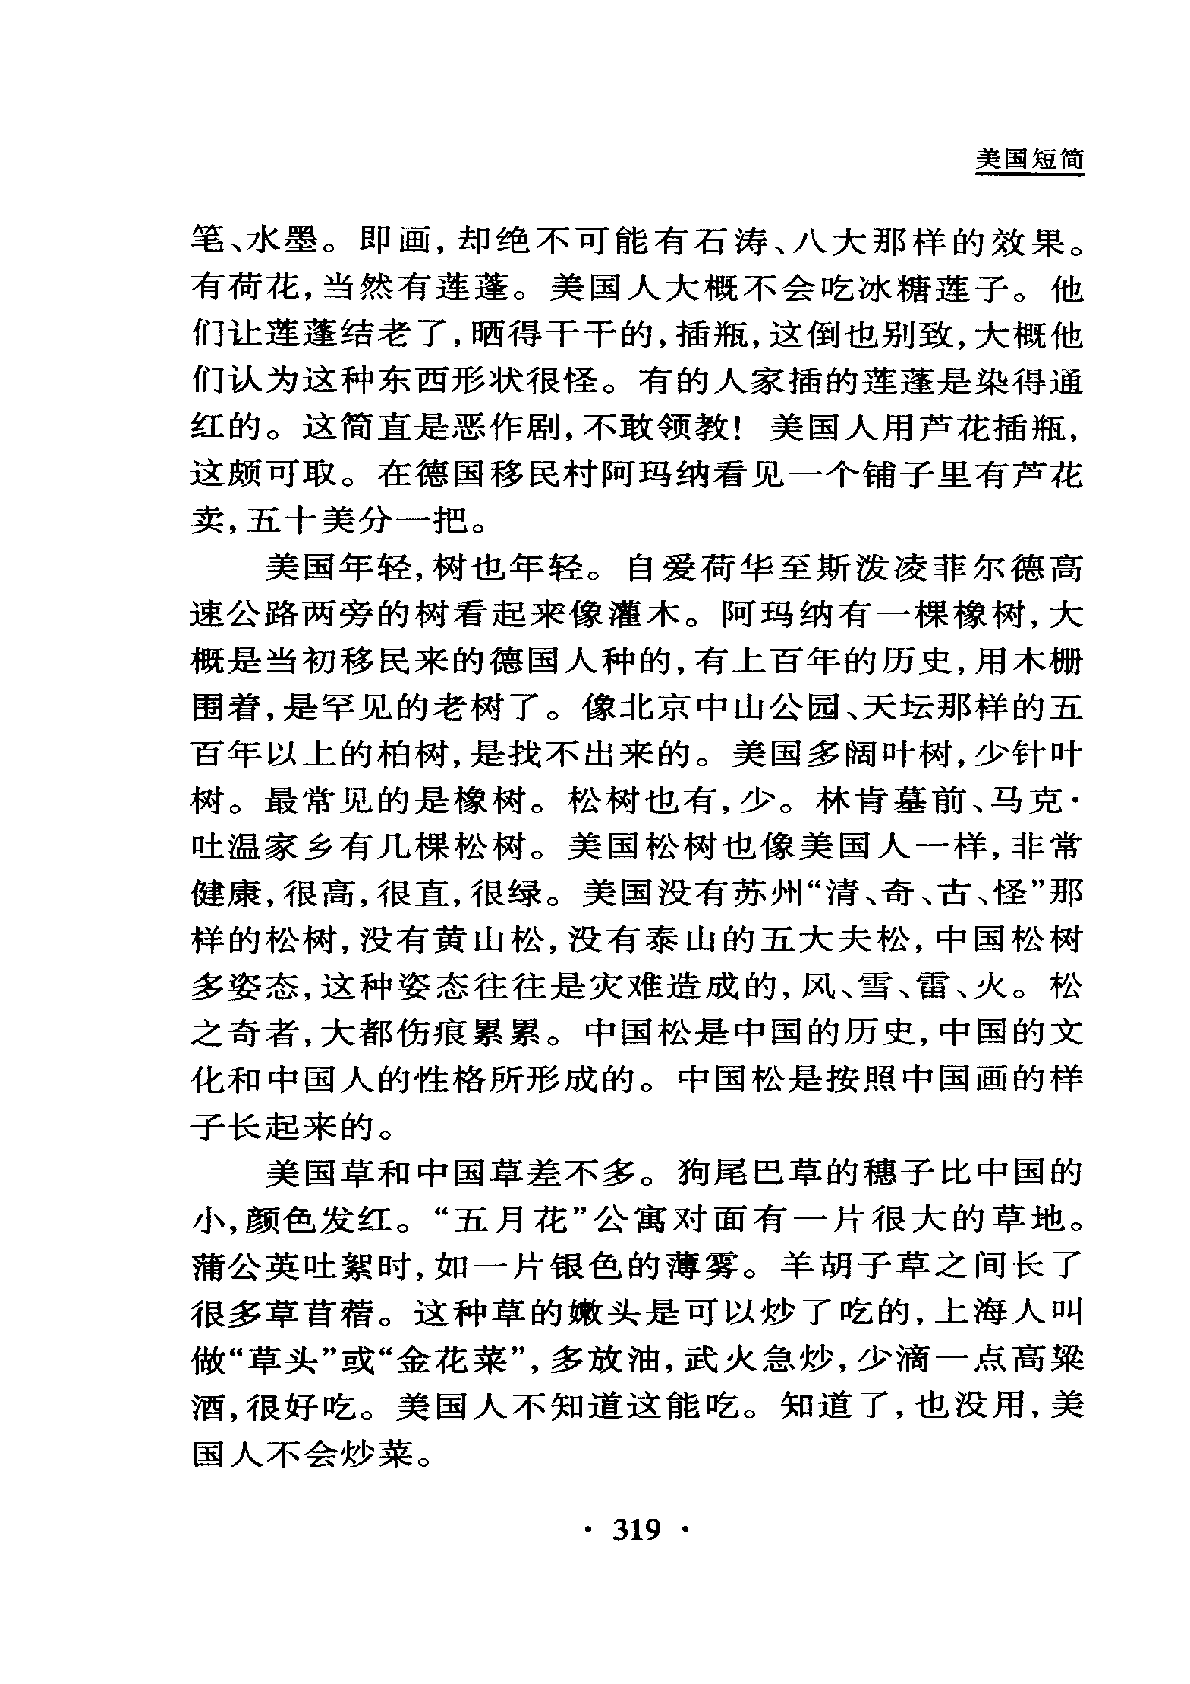 美国短简
笔、水墨。即画,却绝不可能有石涛、八大那样的效果。
有荷花,当然有莲蓬。美国人大概不会吃冰糖莲子。他
们让莲蓬结老了,晒得干干的,插瓶,这倒也别致,大概他
们认为这种东西形状很怪。有的人家插的莲蓬是染得通
红的。这简直是恶作剧,不敢领教! 美国人用芦花插瓶,
这颇可取。在德国移民村阿玛纳看见一个铺子里有芦花
卖,五十美分一把。
美国年轻,树也年轻。自爱荷华至斯泼凌菲尔德高
速公路两旁的树看起来像灌木。阿玛纳有一棵橡树,大
概是当初移民来的德国人种的,有上百年的历史,用木栅
围着,是罕见的老树了。像北京中山公园、天坛那样的五
百年以上的柏树,是找不出来的。美国多阔叶树,少针叶
树。最常见的是橡树。松树也有,少。林肯墓前、马克·
吐温家乡有几棵松树。美国松树也像美国人一样,非常
健康,很高,很直,很绿。美国没有苏州“清、奇、古、怪”那
样的松树,没有黄山松,没有泰山的五大夫松,中国松树
多姿态,这种姿态往往是灾难造成的,风、雪、雷、火。松
之奇者,大都伤痕累累。中国松是中国的历史,中国的文
化和中国人的性格所形成的。中国松是按照中国画的样
子长起来的。
美国草和中国草差不多。狗尾巴草的穗子比中国的
小,颜色发红。“五月花”公寓对面有一片很大的草地。
蒲公英吐絮时,如一片银色的薄雾。羊胡子草之间长了
很多草苜蓿。这种草的嫩头是可以炒了吃的,上海人叫
做“草头”或“金花菜”,多放油,武火急炒,少滴一点高粱
酒,很好吃。美国人不知道这能吃。知道了,也没用,美
国人不会炒菜。
· 319 ·